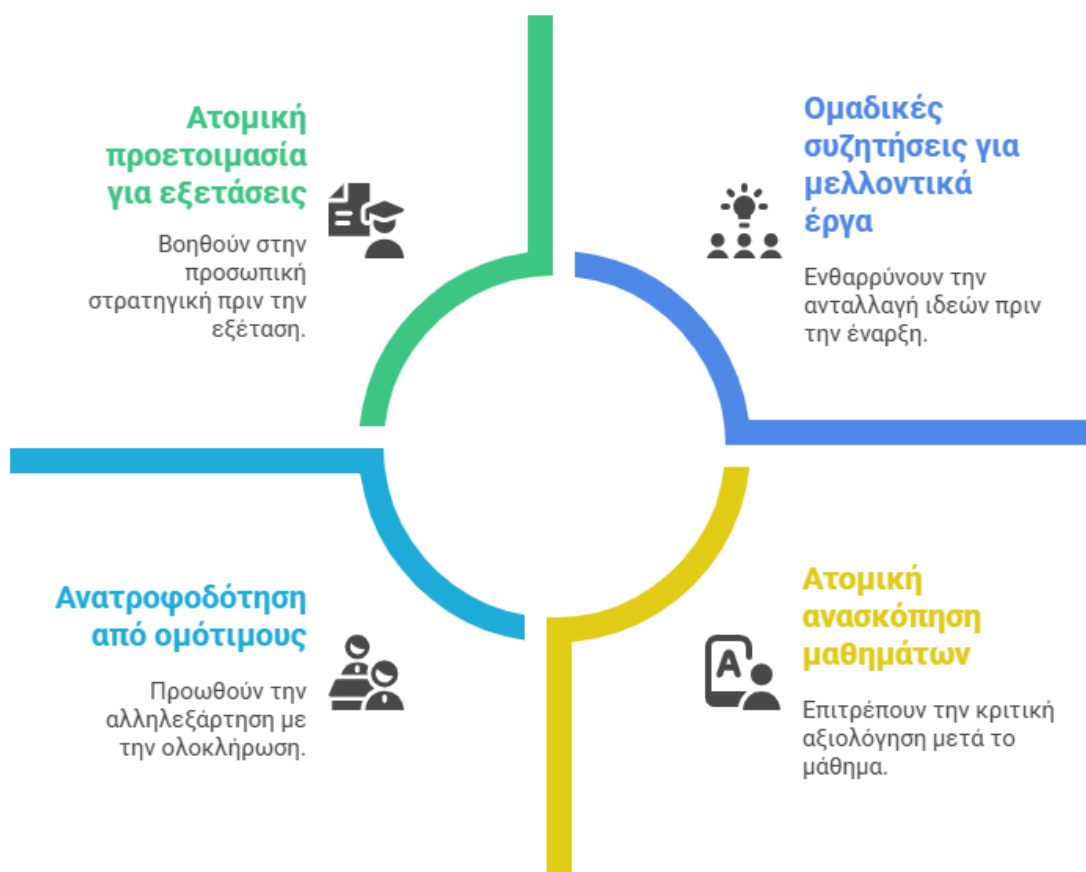 Ατομική
προετοιμασία
για εξετάσεις
Βοηθούν στην
προσωπική
στρατηγική πριν την
εξέταση.
Ομαδικές
συζητήσεις για
μελλοντικά
έργα
Ενθαρρύνουν την
ανταλλαγή ιδεών πριν
την έναρξη.
Ανατροφοδότηση
από ομότιμους
Προωθούν την
αλληλεξάρτηση με
την ολοκλήρωση.
Ατομική
ανασκόπηση
μαθημάτων
Επιτρέπουν την κριτική
αξιολόγηση μετά το
μάθημα.
A